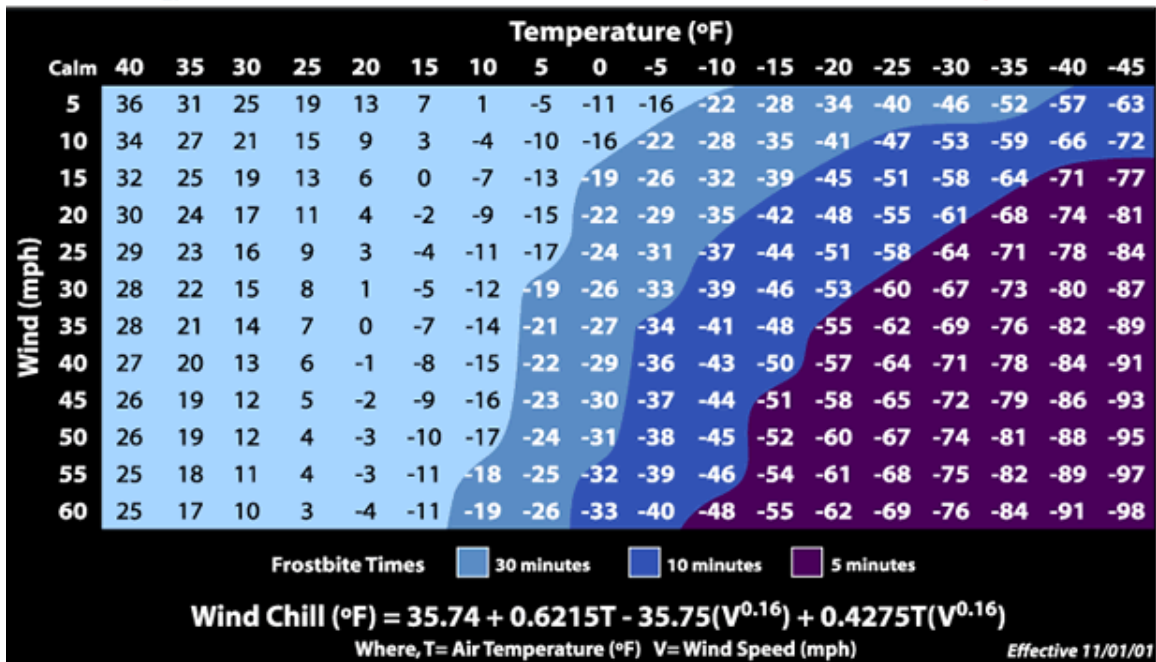 Temperature (ºF)
Calm 40 35 30 25 20 15 10 5 0 -5 -10 -15 -20 -25 -30 -35 -40 -45
5 36 31 25 19 13 7 1 -5 -11 -16 -22 -28 -34 -40 -46 -52 -57 -63
10 34 27 21 15 9 3 -4 -10 -16 -22 -28 -35 -41 -47 -53 -59 -66 -72
15 32 25 19 13 6 0 -7 -13 -19 -26 -32 -39 -45 -51 -58 -64 -71 -77
20 30 24 17 11 4 -2 -9 -15 -22 -29 -35 -42 -48 -55 -61 -68 -74 -81
25 29 23 16 9 3 -4 -11 -17 -24 -31 -37 -44 -51 -58 -64 -71 -78 -84
30 28 22 15 8 1 -5 -12 -19 -26 -33 -39 -46 -53 -60 -67 -73 -80 -87
35 28 21 14 7 0 -7 -14 -21 -27 -34 -41 -48 -55 -62 -69 -76 -82 -89
40 27 20 13 6 -1 -8 -15 -22 -29 -36 -43 -50 -57 -64 -71 -78 -84 -91
45 26 19 12 5 -2 -9 -16 -23 -30 -37 -44 -51 -58 -65 -72 -79 -86 -93
50 26 19 12 4 -3 -10 -17 -24 -31 -38 -45 -52 -60 -67 -74 -81 -88 -95
55 25 18 11 4 -3 -11 -18 -25 -32 -39 -46 -54 -61 -68 -75 -82 -89 -97
60 25 17 10 3 -4 -11 -19 -26 -33 -40 -48 -55 -62 -69 -76 -84 -91 -98
Wind (mph)
Frostbite Times 30 minutes 10 minutes 5 minutes
Wind Chill (ºF) = 35.74 + 0.6215T - 35.75(V^0.16) + 0.4275T(V^0.16)
Where, T= Air Temperature (ºF) V= Wind Speed (mph) Effective 11/01/01